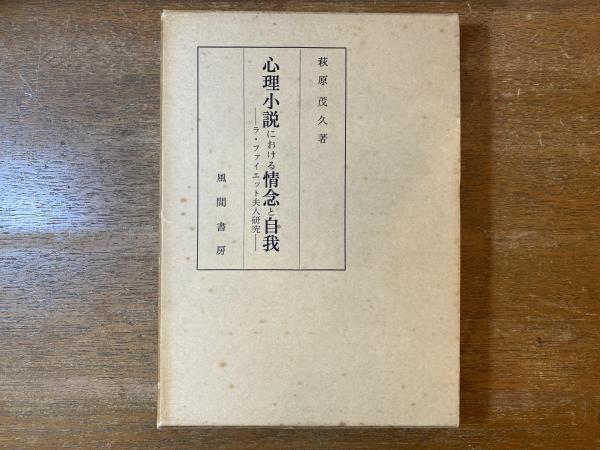 萩原茂久著
心理小説における情念と自我
――ラ・ファイエット夫人研究――
風間書房